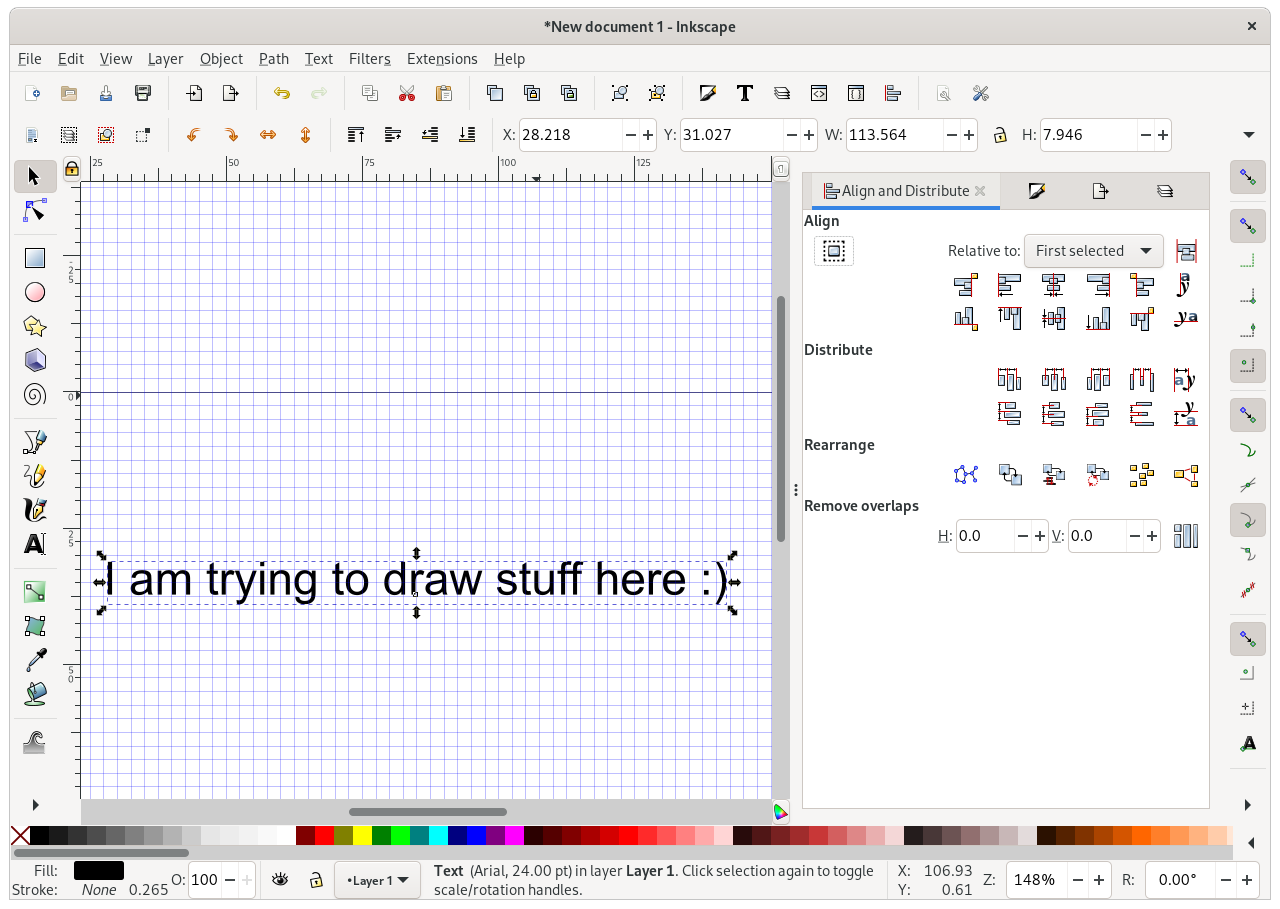 *New document 1 - Inkscape
File Edit View Layer Object Path Text Filters Extensions Help
X: 28.218 Y: 31.027 W: 113.564 H: 7.946
25 50 75 100 125
Align and Distribute
Align
Relative to: First selected
25
0
Distribute
Rearrange
Remove overlaps
H: 0.0 V: 0.0
25
I am trying to draw stuff here :)
50
Fill:
Stroke: None 0.265
O: 100
•Layer 1
Text (Arial, 24.00 pt) in layer Layer 1. Click selection again to toggle
scale/rotation handles.
X: 106.93
Y: 0.61
Z: 148%
R: 0.00°